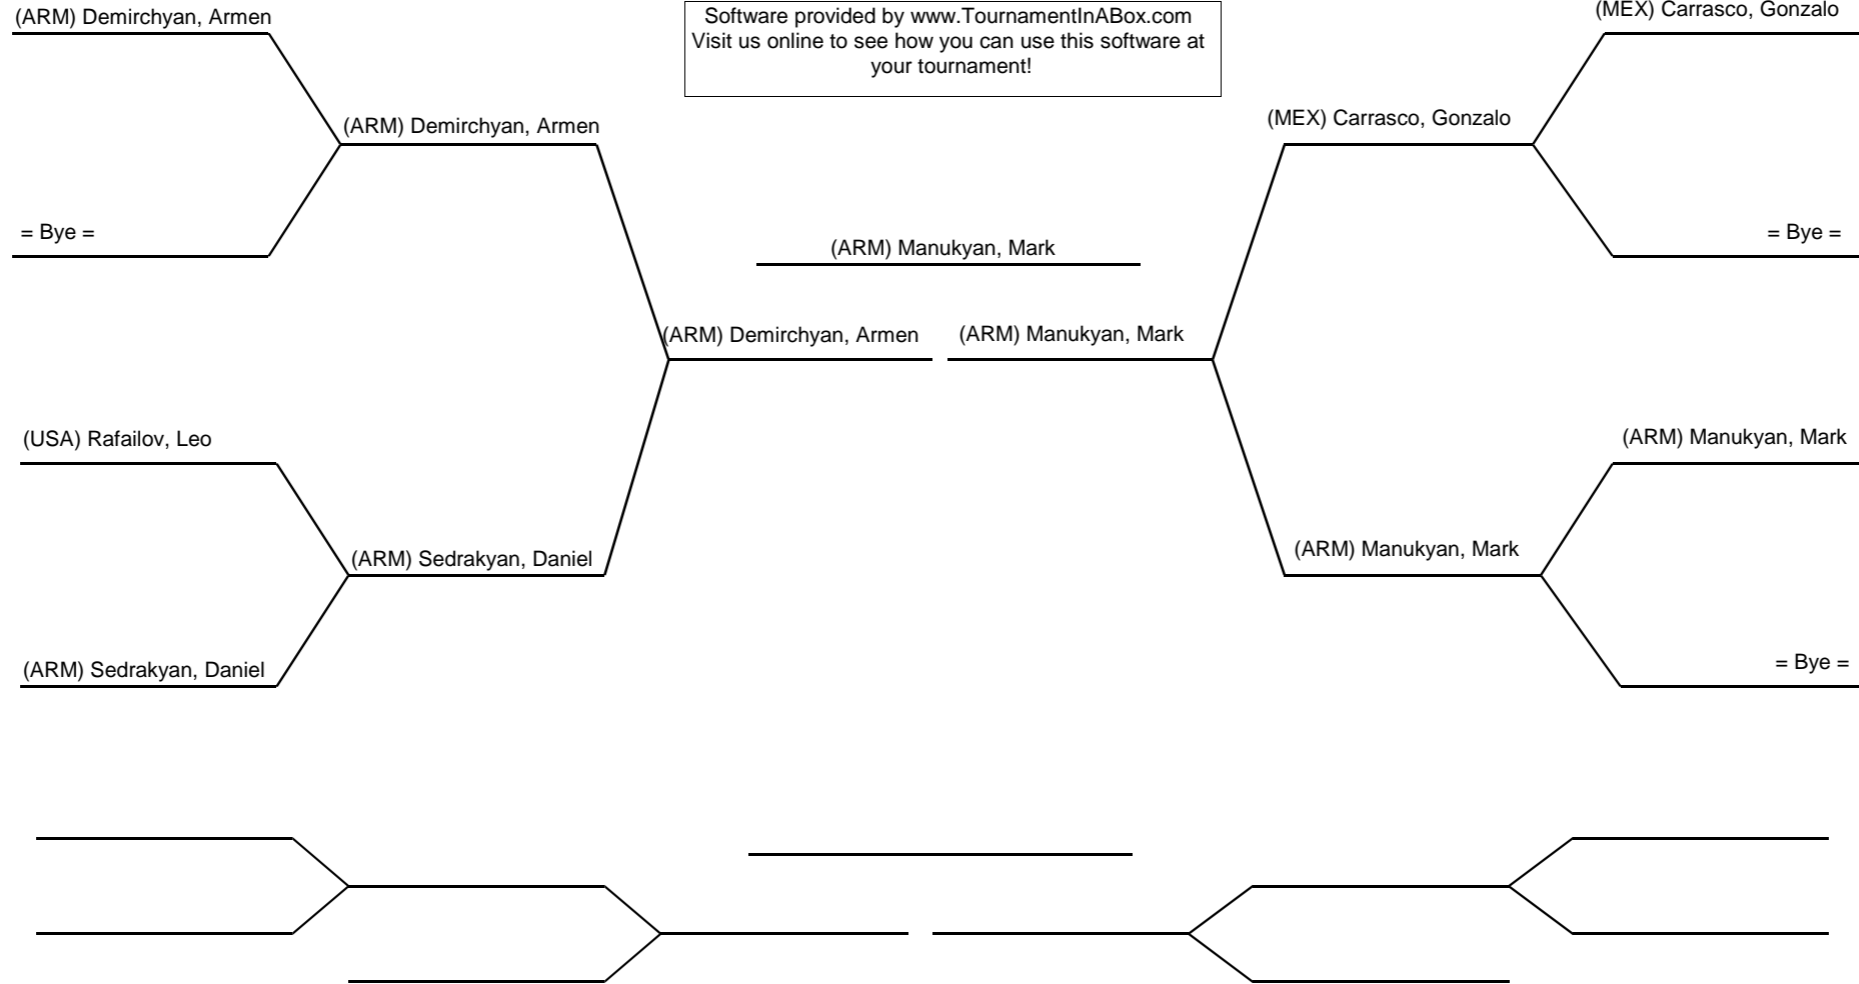 (ARM) Demirchyan, Armen
Software provided by www.TournamentInABox.com
Visit us online to see how you can use this software at
your tournament!
(MEX) Carrasco, Gonzalo
(ARM) Demirchyan, Armen
(MEX) Carrasco, Gonzalo
= Bye =
(ARM) Manukyan, Mark
= Bye =
(ARM) Demirchyan, Armen
(ARM) Manukyan, Mark
(USA) Rafailov, Leo
(ARM) Manukyan, Mark
(ARM) Sedrakyan, Daniel
(ARM) Manukyan, Mark
(ARM) Sedrakyan, Daniel
= Bye =